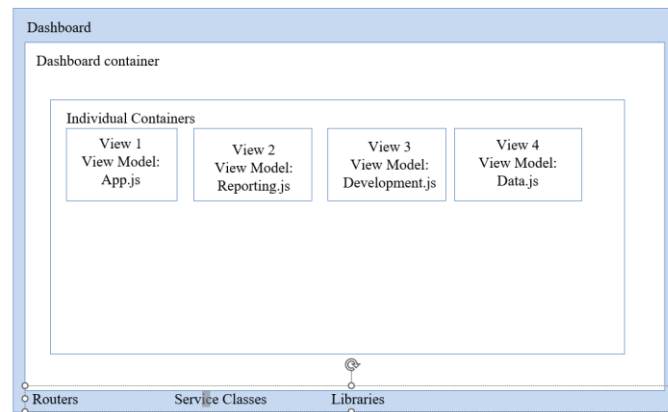 Dashboard
Dashboard container
Individual Containers
View 1
View Model:
App.js
View 2
View Model:
Reporting.js
View 3
View Model:
Development.js
View 4
View Model:
Data.js
Routers Service Classes Libraries